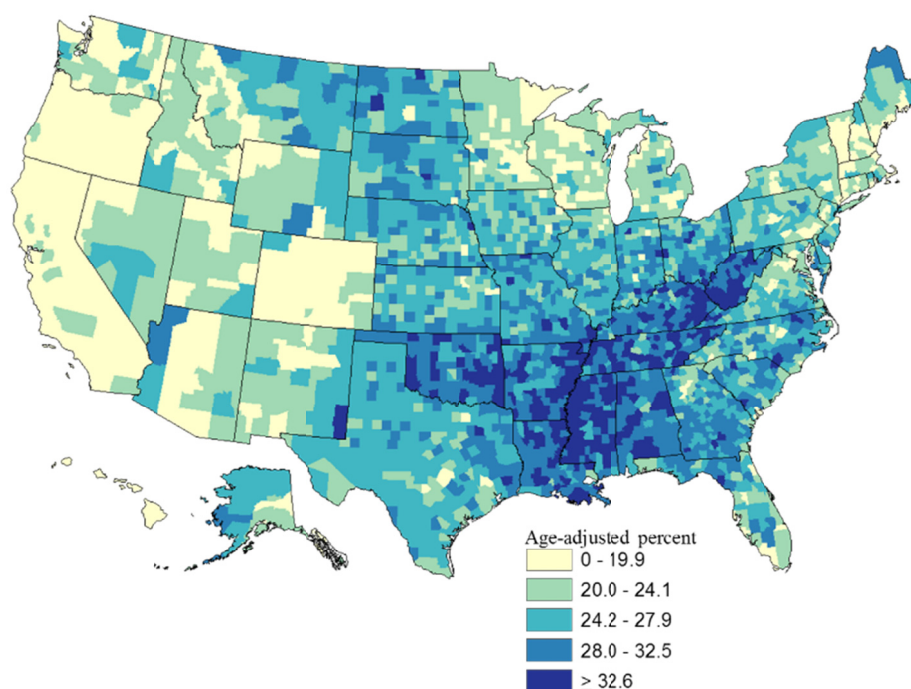 Age-adjusted percent
0 - 19.9
20.0 - 24.1
24.2 - 27.9
28.0 - 32.5
> 32.6